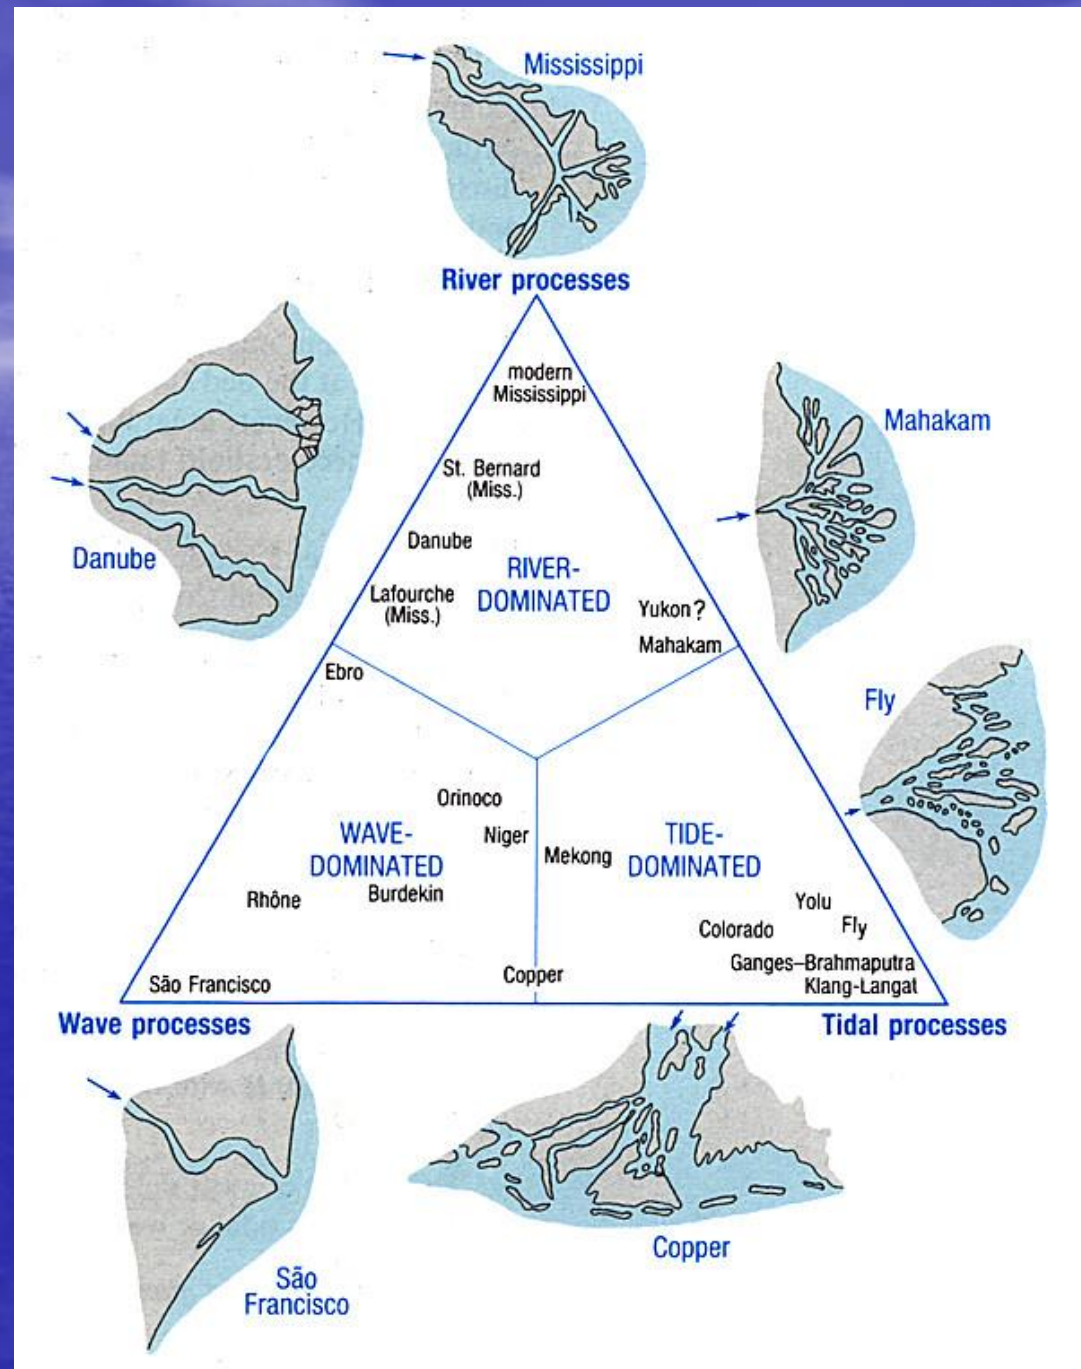 Mississippi
River processes
modern
Mississippi
Mahakam
St. Bernard
(Miss.)
Danube
Danube
RIVER-
DOMINATED
Lafourche
(Miss.)
Yukon?
Mahakam
Ebro
Fly
Orinoco
Niger
WAVE-
DOMINATED
Mekong
TIDE-
DOMINATED
Burdekin
Rhône
Yolu
Fly
Colorado
Ganges–Brahmaputra
Klang-Langat
Copper
São Francisco
Wave processes
Tidal processes
Copper
São
Francisco